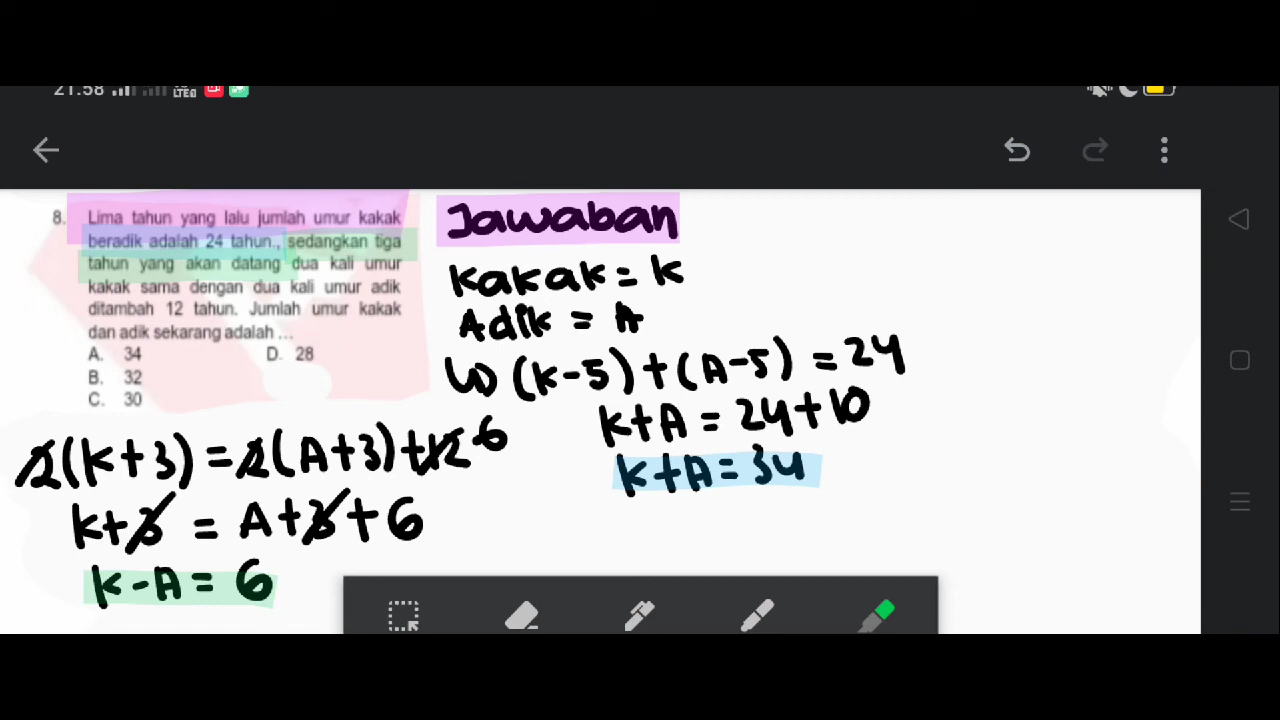 21.58
8. Lima tahun yang lalu jumlah umur kakak
beradik adalah 24 tahun., sedangkan tiga
tahun yang akan datang dua kali umur
kakak sama dengan dua kali umur adik
ditambah 12 tahun. Jumlah umur kakak
dan adik sekarang adalah ...
A. 34 D. 28
B. 32
C. 30
Jawaban
Kakak = K
Adik = A
(K-5)+(A-5) = 24
K+A = 24+10
K+A = 34
2(K+3) = 2(A+3)+12 6
K+3 = A+3+6
K-A = 6